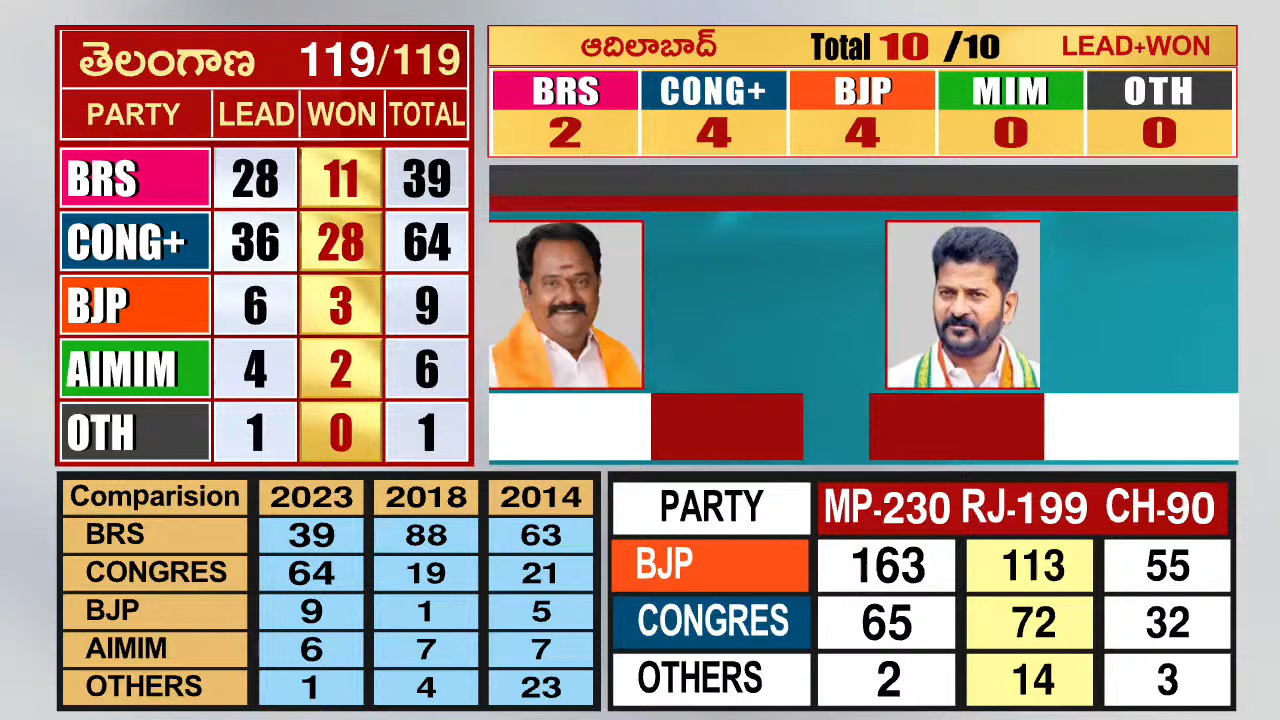 తెలంగాణ 119/119
PARTY LEAD WON TOTAL
BRS 28 11 39
CONG+ 36 28 64
BJP 6 3 9
AIMIM 4 2 6
OTH 1 0 1
ఆదిలాబాద్ Total 10 /10 LEAD+WON
BRS CONG+ BJP MIM OTH
2 4 4 0 0
Comparision 2023 2018 2014
BRS 39 88 63
CONGRES 64 19 21
BJP 9 1 5
AIMIM 6 7 7
OTHERS 1 4 23
PARTY MP-230 RJ-199 CH-90
BJP 163 113 55
CONGRES 65 72 32
OTHERS 2 14 3